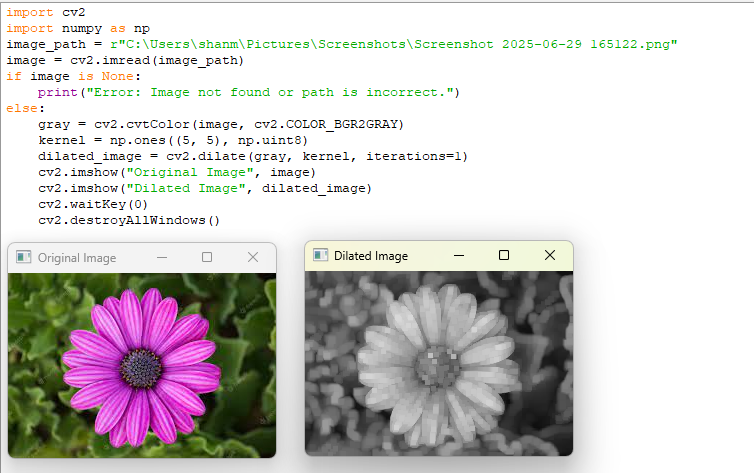 import cv2
import numpy as np
image_path = r"C:\Users\shanm\Pictures\Screenshots\Screenshot 2025-06-29 165122.png"
image = cv2.imread(image_path)
if image is None:
    print("Error: Image not found or path is incorrect.")
else:
    gray = cv2.cvtColor(image, cv2.COLOR_BGR2GRAY)
    kernel = np.ones((5, 5), np.uint8)
    dilated_image = cv2.dilate(gray, kernel, iterations=1)
    cv2.imshow("Original Image", image)
    cv2.imshow("Dilated Image", dilated_image)
    cv2.waitKey(0)
    cv2.destroyAllWindows()
Original Image
Dilated Image